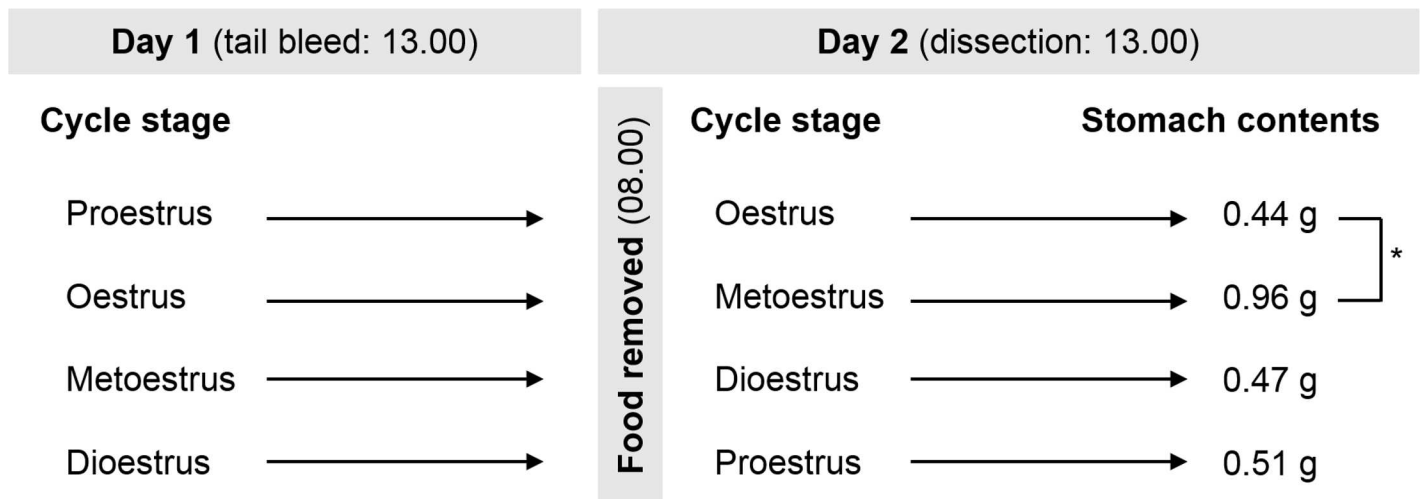 Day 1 (tail bleed: 13.00)
Day 2 (dissection: 13.00)
Cycle stage
Food removed (08.00)
Cycle stage
Stomach contents
Proestrus
Oestrus
0.44 g
*
Oestrus
Metoestrus
0.96 g
Metoestrus
Dioestrus
0.47 g
Dioestrus
Proestrus
0.51 g